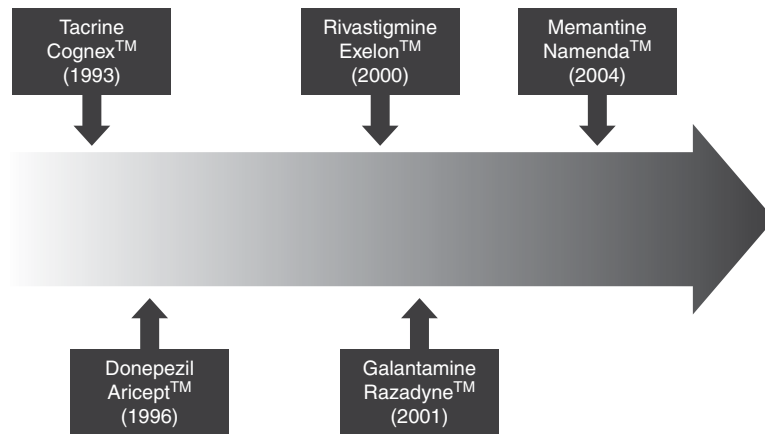 Tacrine
Cognex™
(1993)
Rivastigmine
Exelon™
(2000)
Memantine
Namenda™
(2004)
Donepezil
Aricept™
(1996)
Galantamine
Razadyne™
(2001)